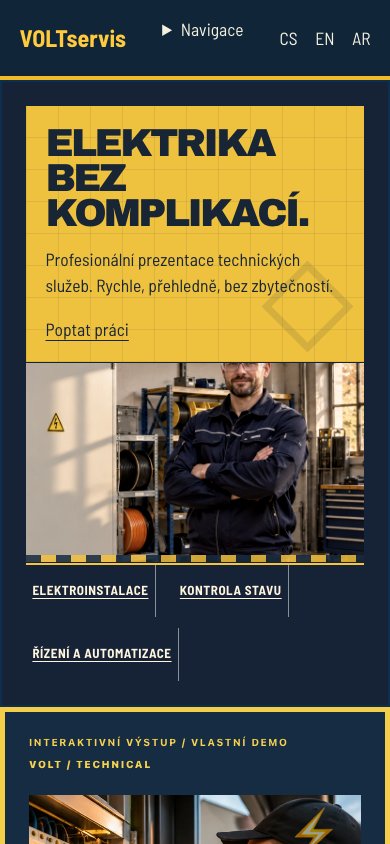 VOLTservis
Navigace
CS EN AR
ELEKTRIKA
BEZ
KOMPLIKACÍ.
Profesionální prezentace technických
služeb. Rychle, přehledně, bez zbytečností.
Poptat práci
ELEKTROINSTALACE
KONTROLA STAVU
ŘÍZENÍ A AUTOMATIZACE
INTERAKTIVNÍ VÝSTUP / VLASTNÍ DEMO
VOLT / TECHNICAL